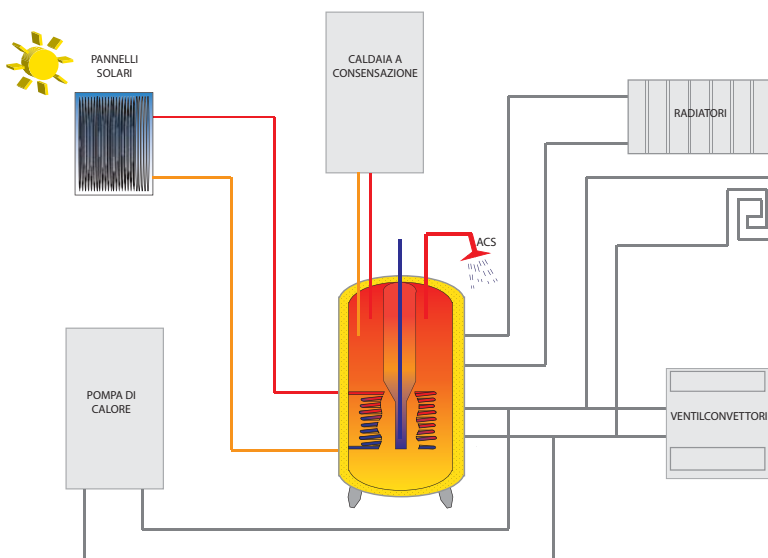 PANNELLI
SOLARI
CALDAIA A
CONSENSAZIONE
RADIATORI
ACS
POMPA DI
CALORE
VENTILCONVETTORI